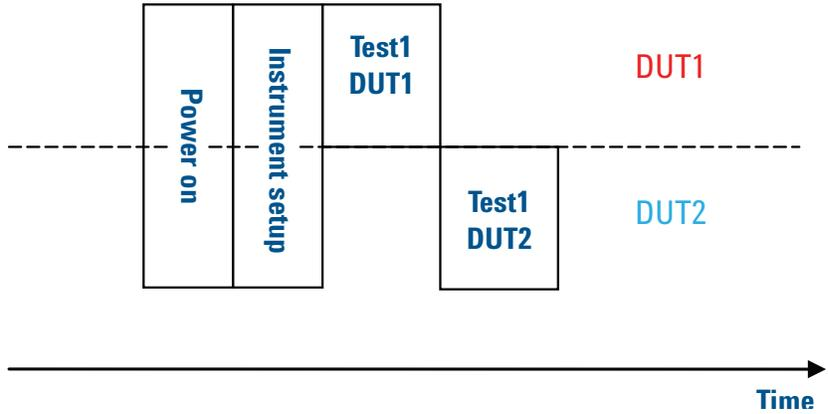 Power on
Instrument setup
Test1
DUT1
DUT1
Test1
DUT2
DUT2
Time